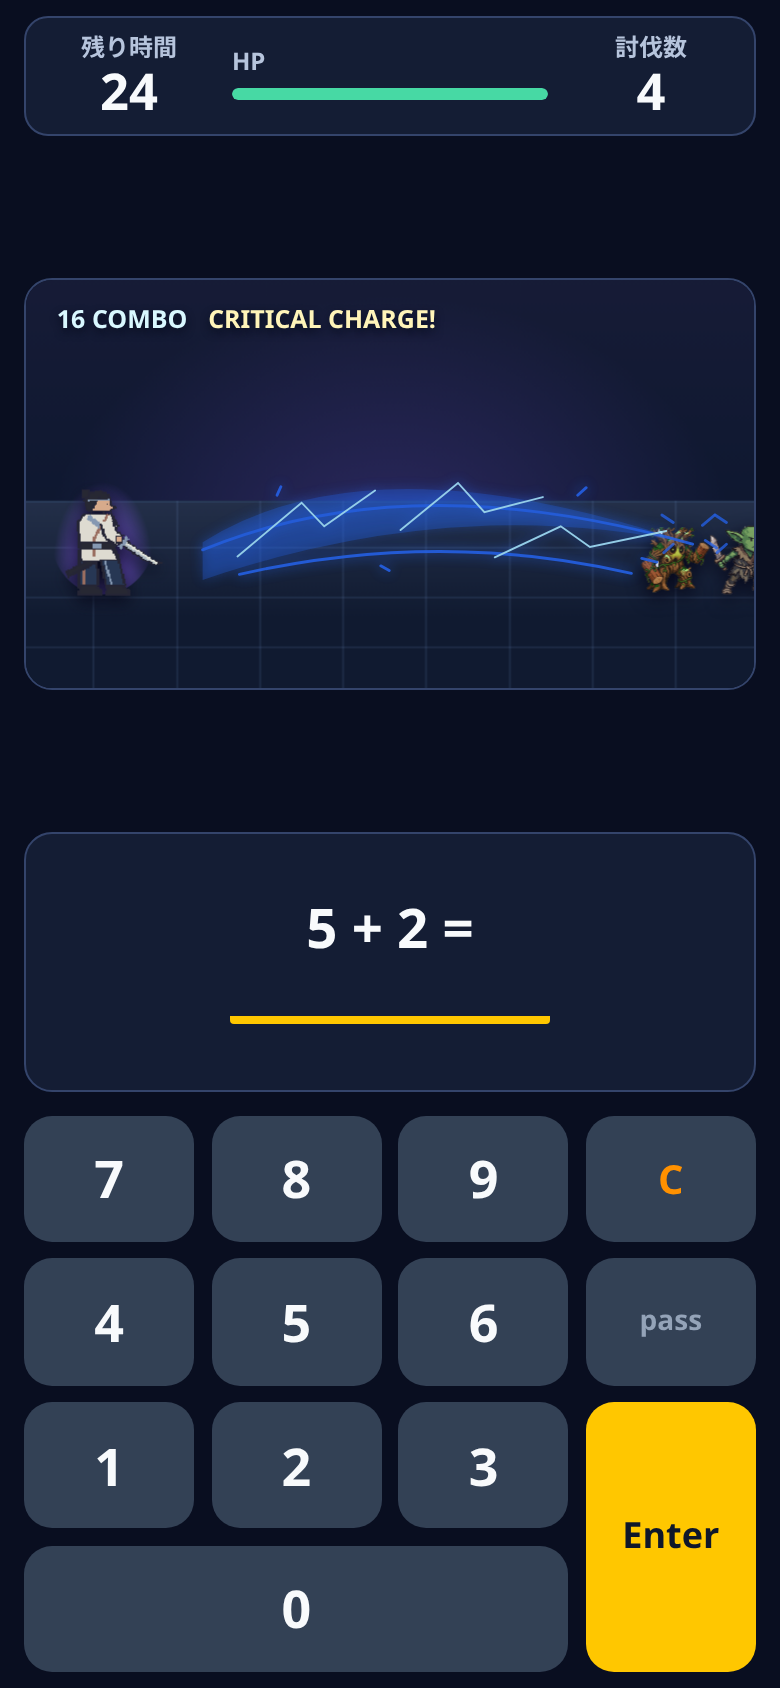 残り時間
24
HP
討伐数
4
16 COMBO CRITICAL CHARGE!
5 + 2 =
7 8 9 C
4 5 6 pass
1 2 3
Enter
0